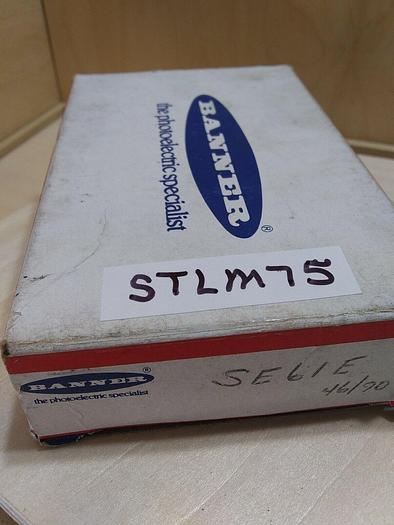 BANNER®
the photoelectric specialist
STLM75
BANNER®
the photoelectric specialist
SE61E
46/90